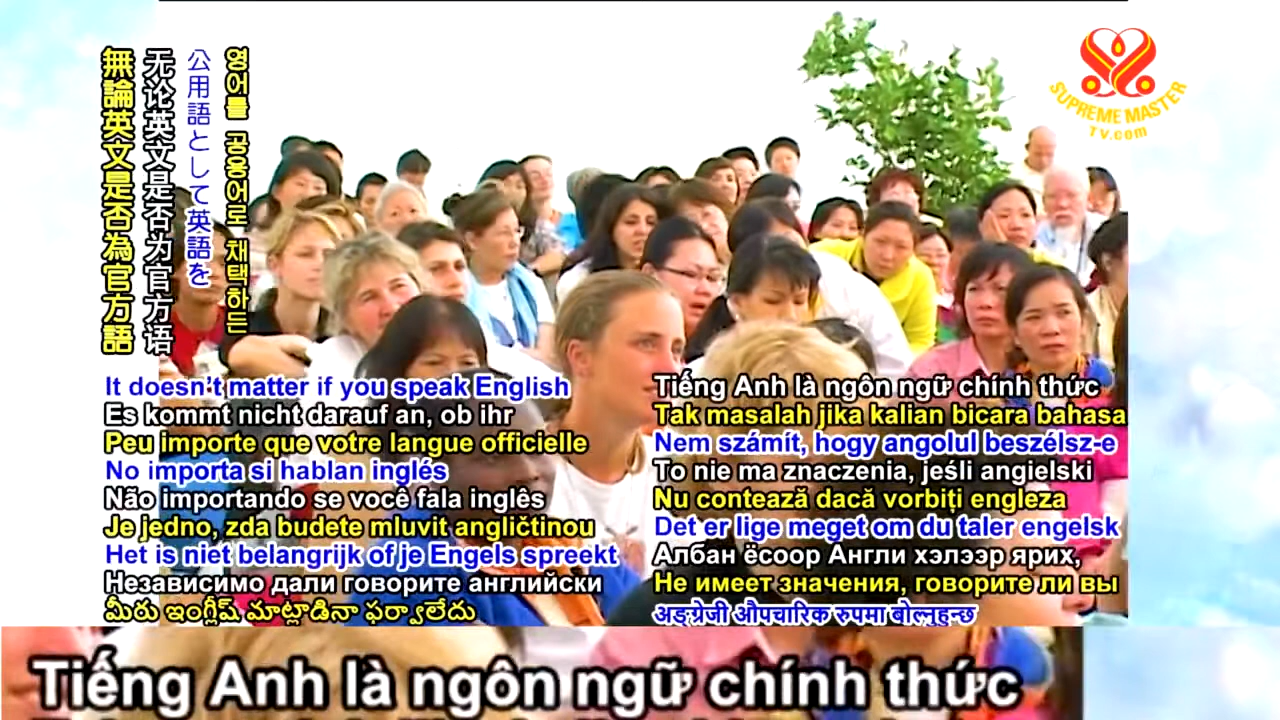 無論英文是否為官方語
无论英文是否为官方语
公用語として英語を
영어를 공용어로 채택하든
SUPREME MASTER
TV.com
It doesn't matter if you speak English
Es kommt nicht darauf an, ob ihr
Peu importe que votre langue officielle
No importa si hablan inglés
Não importando se você fala inglês
Je jedno, zda budete mluvit angličtinou
Het is niet belangrijk of je Engels spreekt
Независимо дали говорите английски
మీరు ఇంగ్లీష్ మాట్లాడినా ఫర్వాలేదు
Tiếng Anh là ngôn ngữ chính thức
Tak masalah jika kalian bicara bahasa
Nem számít, hogy angolul beszélsz-e
To nie ma znaczenia, jeśli angielski
Nu contează dacă vorbiți engleza
Det er lige meget om du taler engelsk
Албан ёсоор Англи хэлээр ярих,
Не имеет значения, говорите ли вы
अङ्ग्रेजी औपचारिक रुपमा बोल्नुहुन्छ
Tiếng Anh là ngôn ngữ chính thức